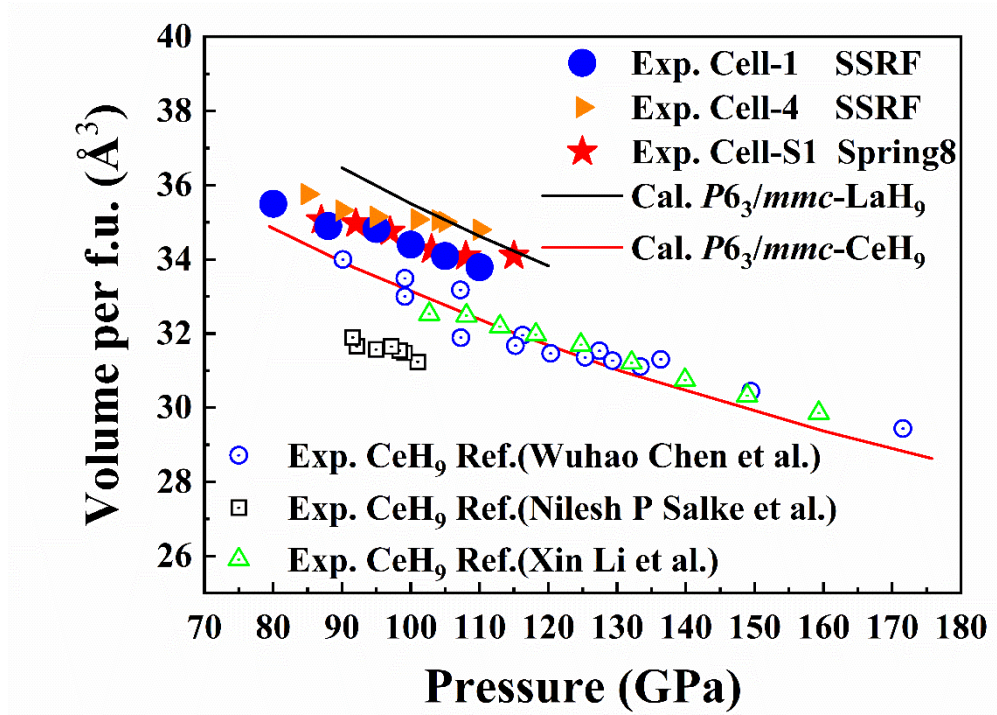 40
38
36
34
32
30
28
26
Volume per f.u. (Å³)
Exp. Cell-1 SSRF
Exp. Cell-4 SSRF
Exp. Cell-S1 Spring8
Cal. P6₃/mmc-LaH₉
Cal. P6₃/mmc-CeH₉
Exp. CeH₉ Ref.(Wuhao Chen et al.)
Exp. CeH₉ Ref.(Nilesh P Salke et al.)
Exp. CeH₉ Ref.(Xin Li et al.)
70 80 90 100 110 120 130 140 150 160 170 180
Pressure (GPa)